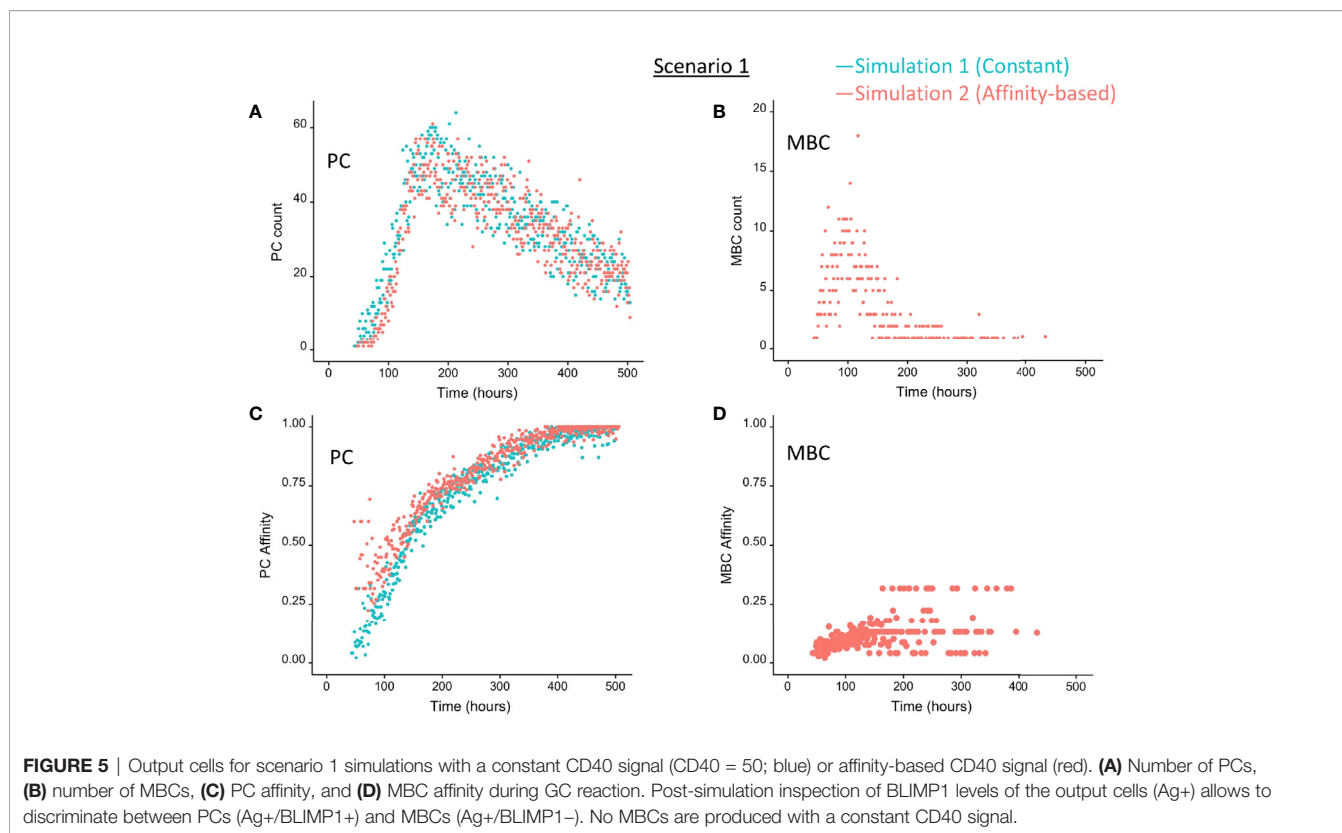 Scenario 1
—Simulation 1 (Constant)
—Simulation 2 (Affinity-based)
A
PC
PC count
60
40
20
0
0 100 200 300 400 500
Time (hours)
B
MBC
MBC count
20
15
10
5
0
0 100 200 300 400 500
Time (hours)
C
PC
PC Affinity
1.00
0.75
0.50
0.25
0.00
0 100 200 300 400 500
Time (hours)
D
MBC
MBC Affinity
1.00
0.75
0.50
0.25
0.00
0 100 200 300 400 500
Time (hours)
FIGURE 5 | Output cells for scenario 1 simulations with a constant CD40 signal (CD40 = 50; blue) or affinity-based CD40 signal (red). (A) Number of PCs,
(B) number of MBCs, (C) PC affinity, and (D) MBC affinity during GC reaction. Post-simulation inspection of BLIMP1 levels of the output cells (Ag+) allows to
discriminate between PCs (Ag+/BLIMP1+) and MBCs (Ag+/BLIMP1−). No MBCs are produced with a constant CD40 signal.